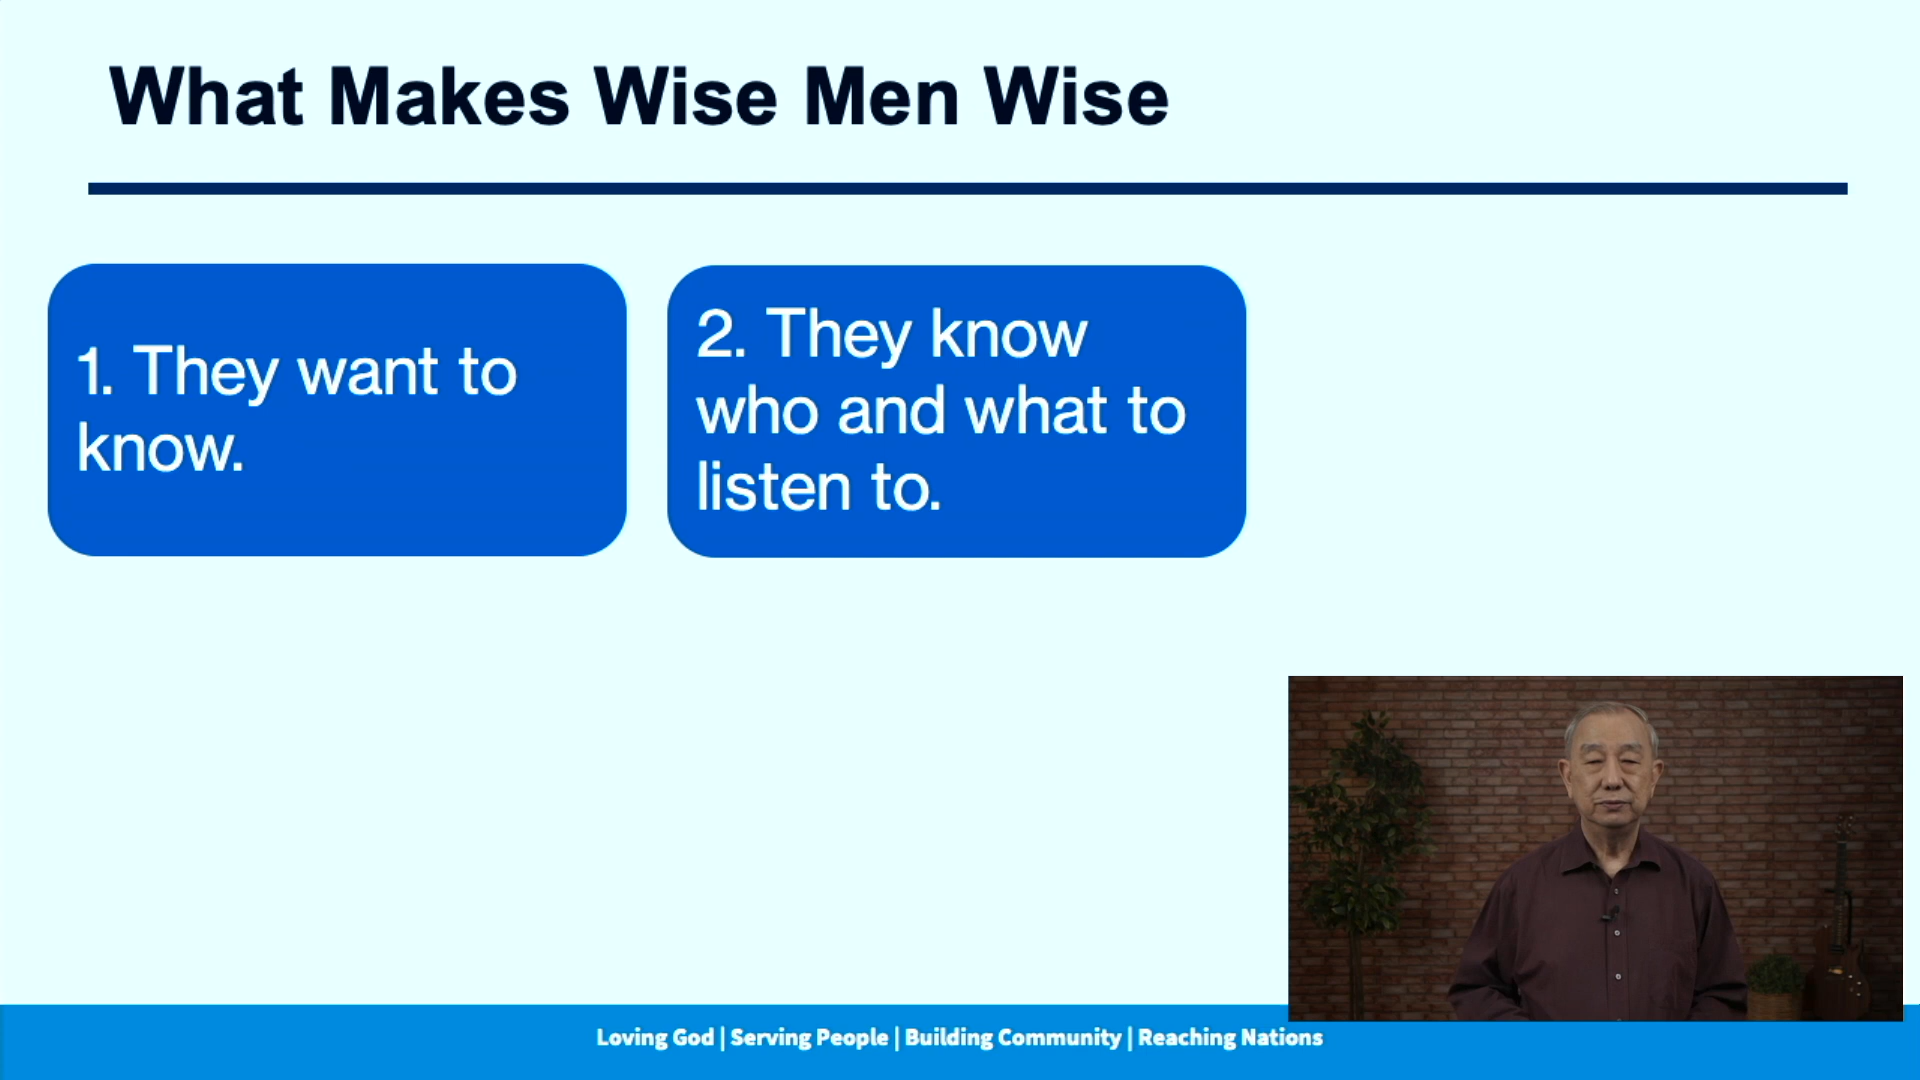 What Makes Wise Men Wise
1. They want to
know.
2. They know
who and what to
listen to.
Loving God | Serving People | Building Community | Reaching Nations